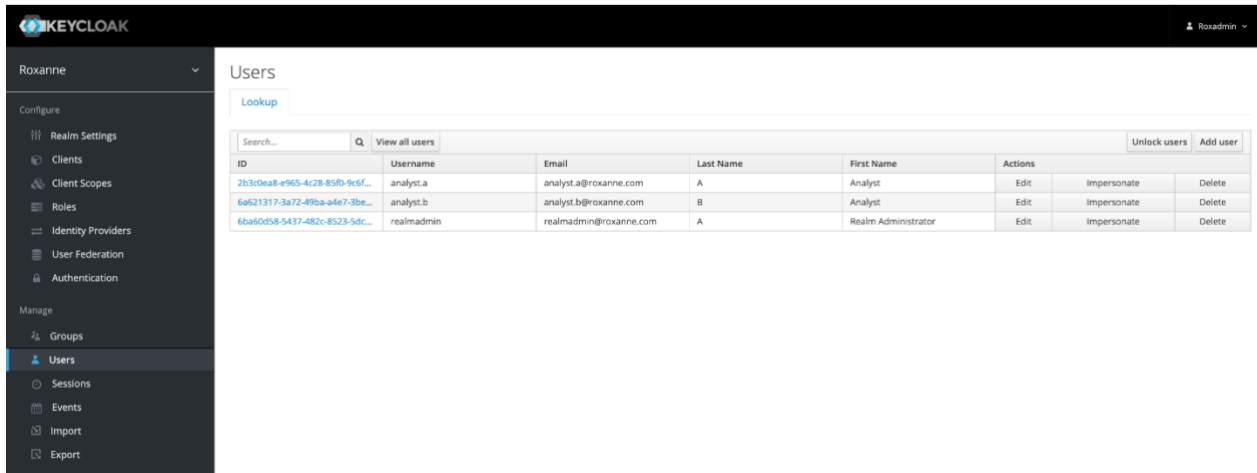 KEYCLOAK
Roxadmin
Roxanne
Configure
Realm Settings
Clients
Client Scopes
Roles
Identity Providers
User Federation
Authentication
Manage
Groups
Users
Sessions
Events
Import
Export
Users
Lookup
Search... View all users Unlock users Add user
ID Username Email Last Name First Name Actions
2b3c0ea8-e965-4c28-85f0-9c6f... analyst.a analyst.a@roxanne.com A Analyst Edit Impersonate Delete
6a621317-3a72-49ba-a4e7-3be... analyst.b analyst.b@roxanne.com B Analyst Edit Impersonate Delete
6ba60d58-5437-482c-8523-5dc... realmadmin realmadmin@roxanne.com A Realm Administrator Edit Impersonate Delete